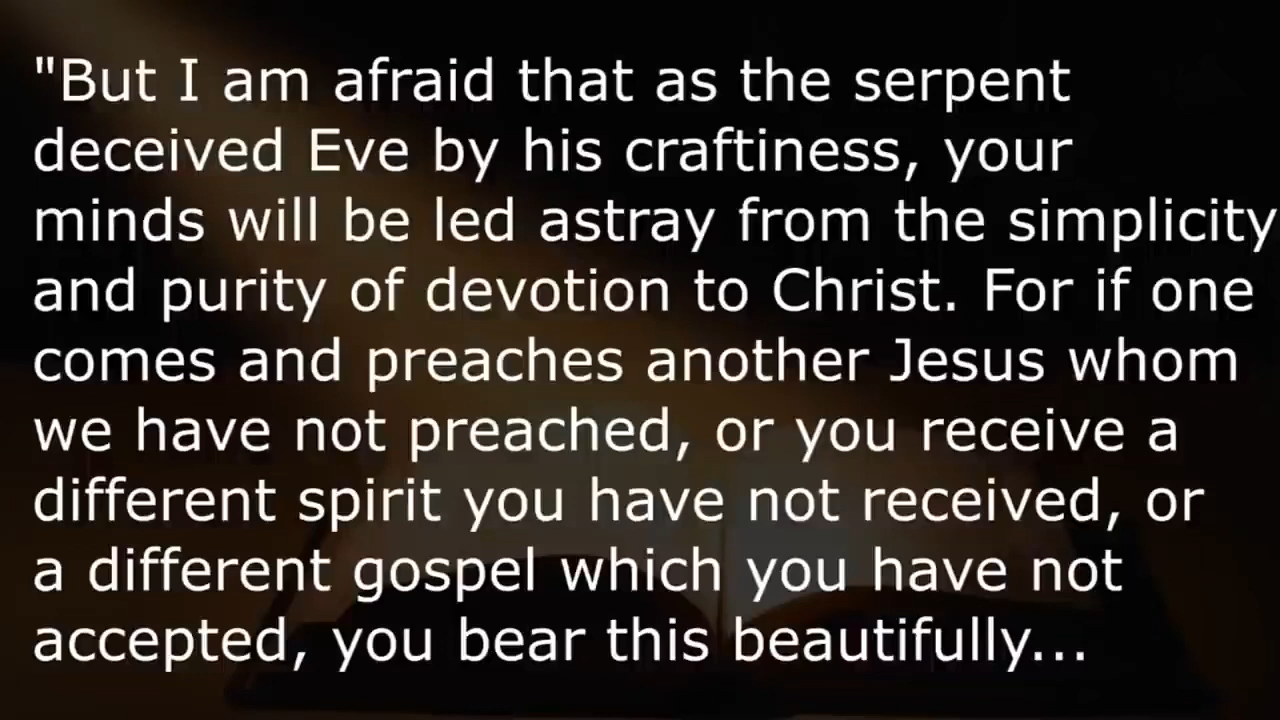 "But I am afraid that as the serpent
deceived Eve by his craftiness, your
minds will be led astray from the simplicity
and purity of devotion to Christ. For if one
comes and preaches another Jesus whom
we have not preached, or you receive a
different spirit you have not received, or
a different gospel which you have not
accepted, you bear this beautifully...